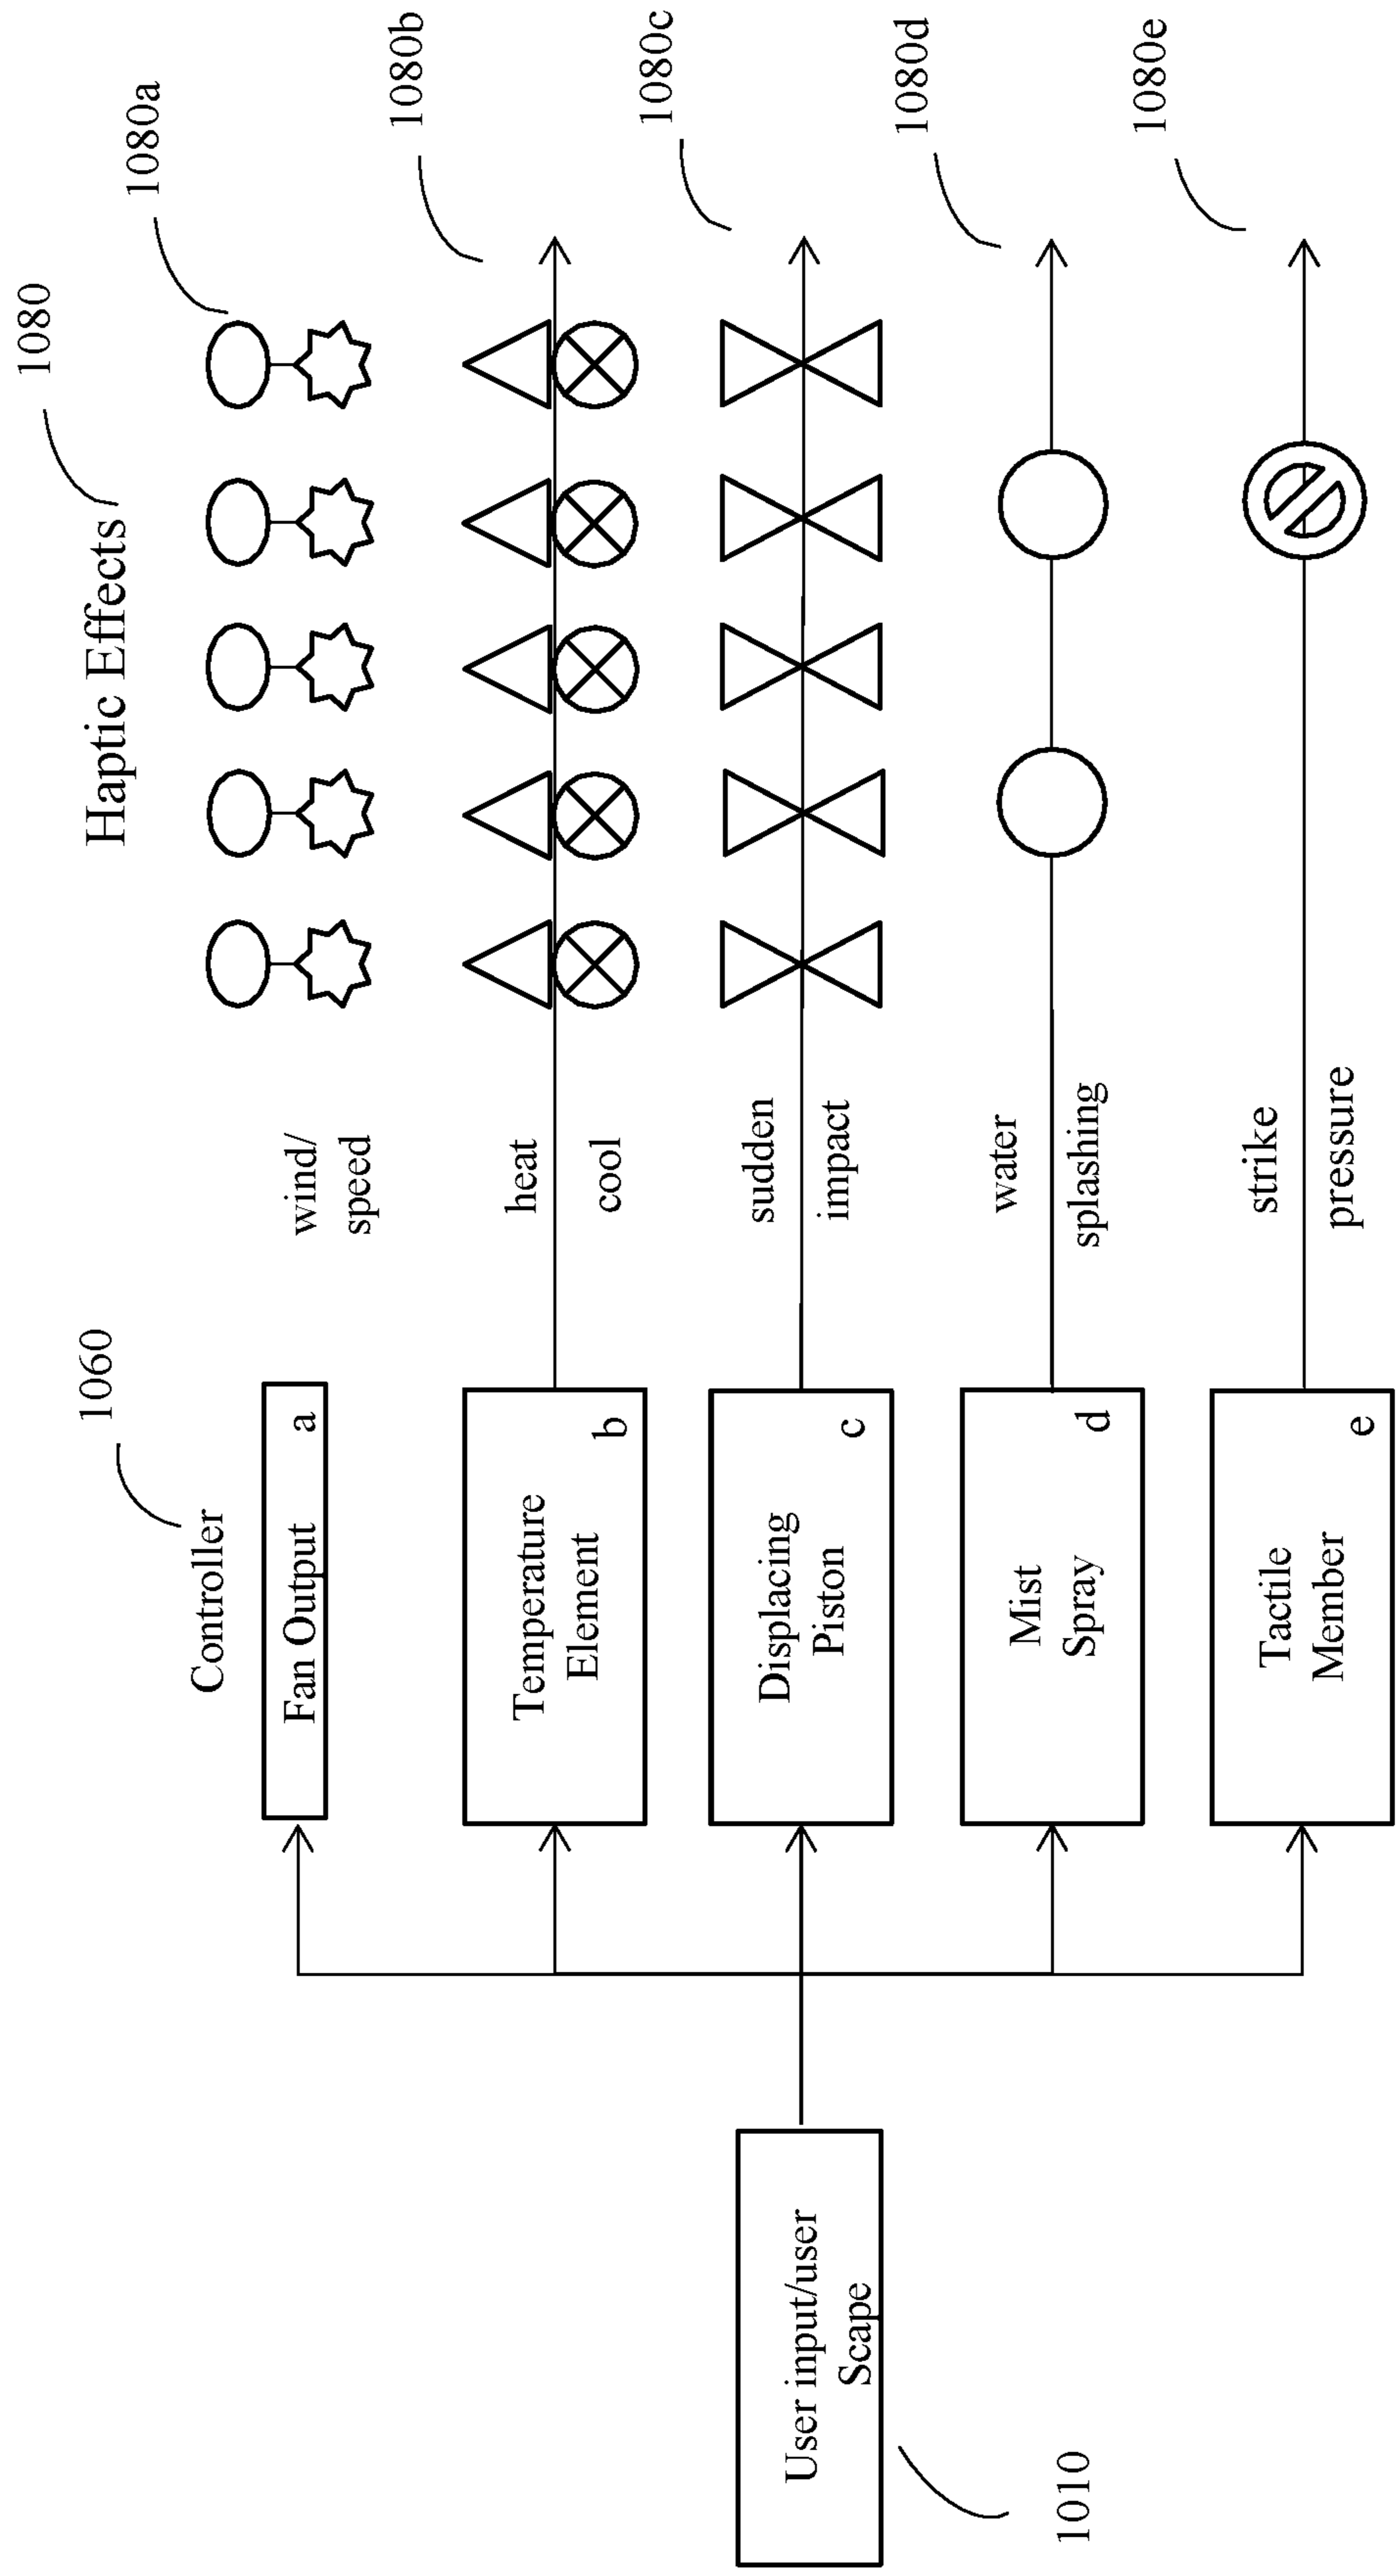 1080
Haptic Effects
1080a
1080b
1080c
1080d
1080e
Controller
1060
Fan Output a
wind/
speed
Temperature
Element
b
heat
cool
Displacing
Piston
c
sudden
impact
Mist
Spray
d
water
splashing
Tactile
Member
e
strike
pressure
User input/user
Scape
1010